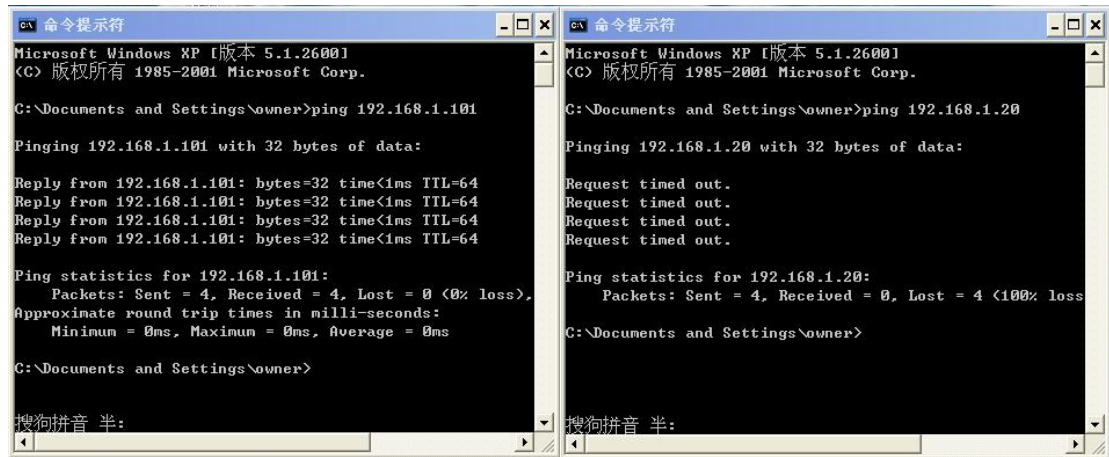 命令提示符
Microsoft Windows XP [版本 5.1.2600]
(C) 版权所有 1985-2001 Microsoft Corp.
C:\Documents and Settings\owner>ping 192.168.1.101
Pinging 192.168.1.101 with 32 bytes of data:
Reply from 192.168.1.101: bytes=32 time<1ms TTL=64
Reply from 192.168.1.101: bytes=32 time<1ms TTL=64
Reply from 192.168.1.101: bytes=32 time<1ms TTL=64
Reply from 192.168.1.101: bytes=32 time<1ms TTL=64
Ping statistics for 192.168.1.101:
Packets: Sent = 4, Received = 4, Lost = 0 (0% loss),
Approximate round trip times in milli-seconds:
Minimum = 0ms, Maximum = 0ms, Average = 0ms
C:\Documents and Settings\owner>
搜狗拼音 半:
命令提示符
Microsoft Windows XP [版本 5.1.2600]
(C) 版权所有 1985-2001 Microsoft Corp.
C:\Documents and Settings\owner>ping 192.168.1.20
Pinging 192.168.1.20 with 32 bytes of data:
Request timed out.
Request timed out.
Request timed out.
Request timed out.
Ping statistics for 192.168.1.20:
Packets: Sent = 4, Received = 0, Lost = 4 (100% loss
C:\Documents and Settings\owner>
搜狗拼音 半: